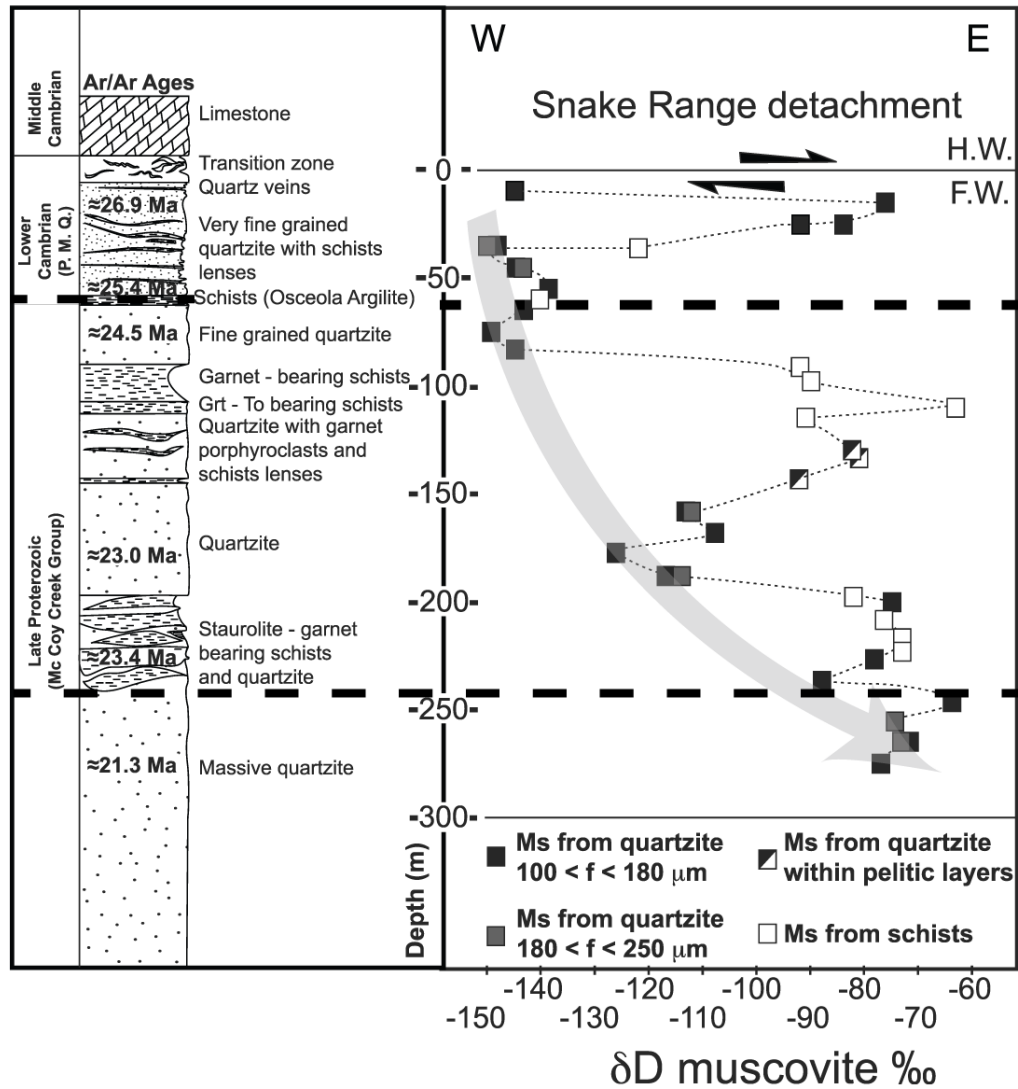 W
E
Ar/Ar Ages
Middle
Cambrian
Limestone
Snake Range detachment
H.W.
F.W.
Transition zone
Quartz veins
≈26.9 Ma
Lower
Cambrian
(P. M. Q.)
Very fine grained
quartzite with schists
lenses
≈25.4 Ma
Schists (Osceola Argilite)
≈24.5 Ma
Fine grained quartzite
Garnet - bearing schists
Grt - To bearing schists
Quartzite with garnet
porphyroclasts and
schists lenses
Late Proterozoic
(Mc Coy Creek Group)
≈23.0 Ma
Quartzite
Staurolite - garnet
bearing schists
and quartzite
≈23.4 Ma
≈21.3 Ma
Massive quartzite
- 0 -
-50-
-100-
-150-
-200-
-250-
-300-
Depth (m)
Ms from quartzite
100 < f < 180 μm
Ms from quartzite
180 < f < 250 μm
Ms from quartzite
within pelitic layers
Ms from schists
-140 -120 -100 -80 -60
-150 -130 -110 -90 -70
δD muscovite ‰